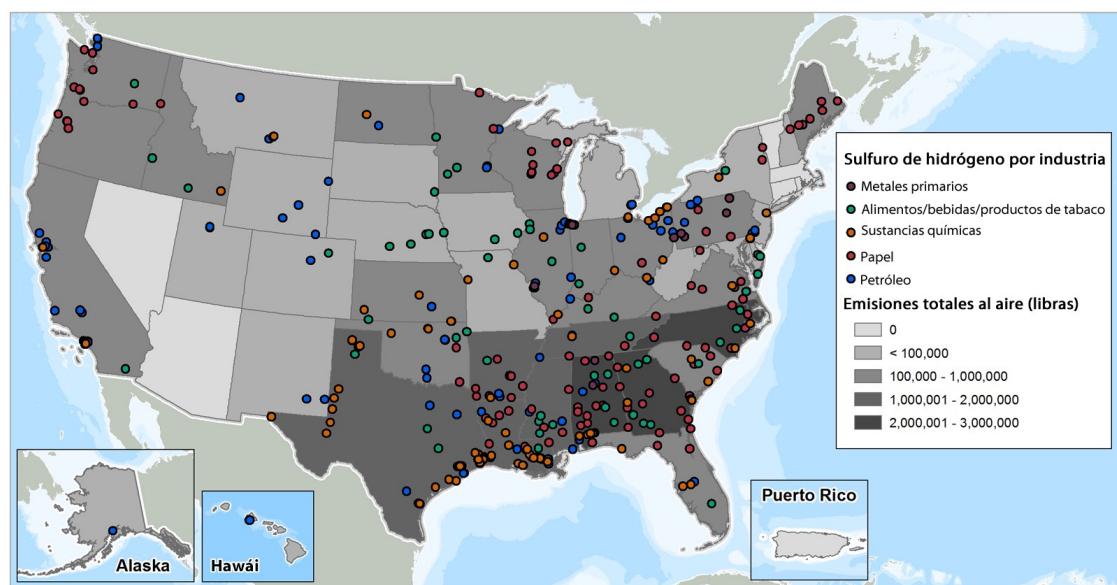 Sulfuro de hidrógeno por industria
Metales primarios
Alimentos/bebidas/productos de tabaco
Sustancias químicas
Papel
Petróleo
Emisiones totales al aire (libras)
0
< 100,000
100,000 - 1,000,000
1,000,001 - 2,000,000
2,000,001 - 3,000,000
Alaska
Hawái
Puerto Rico